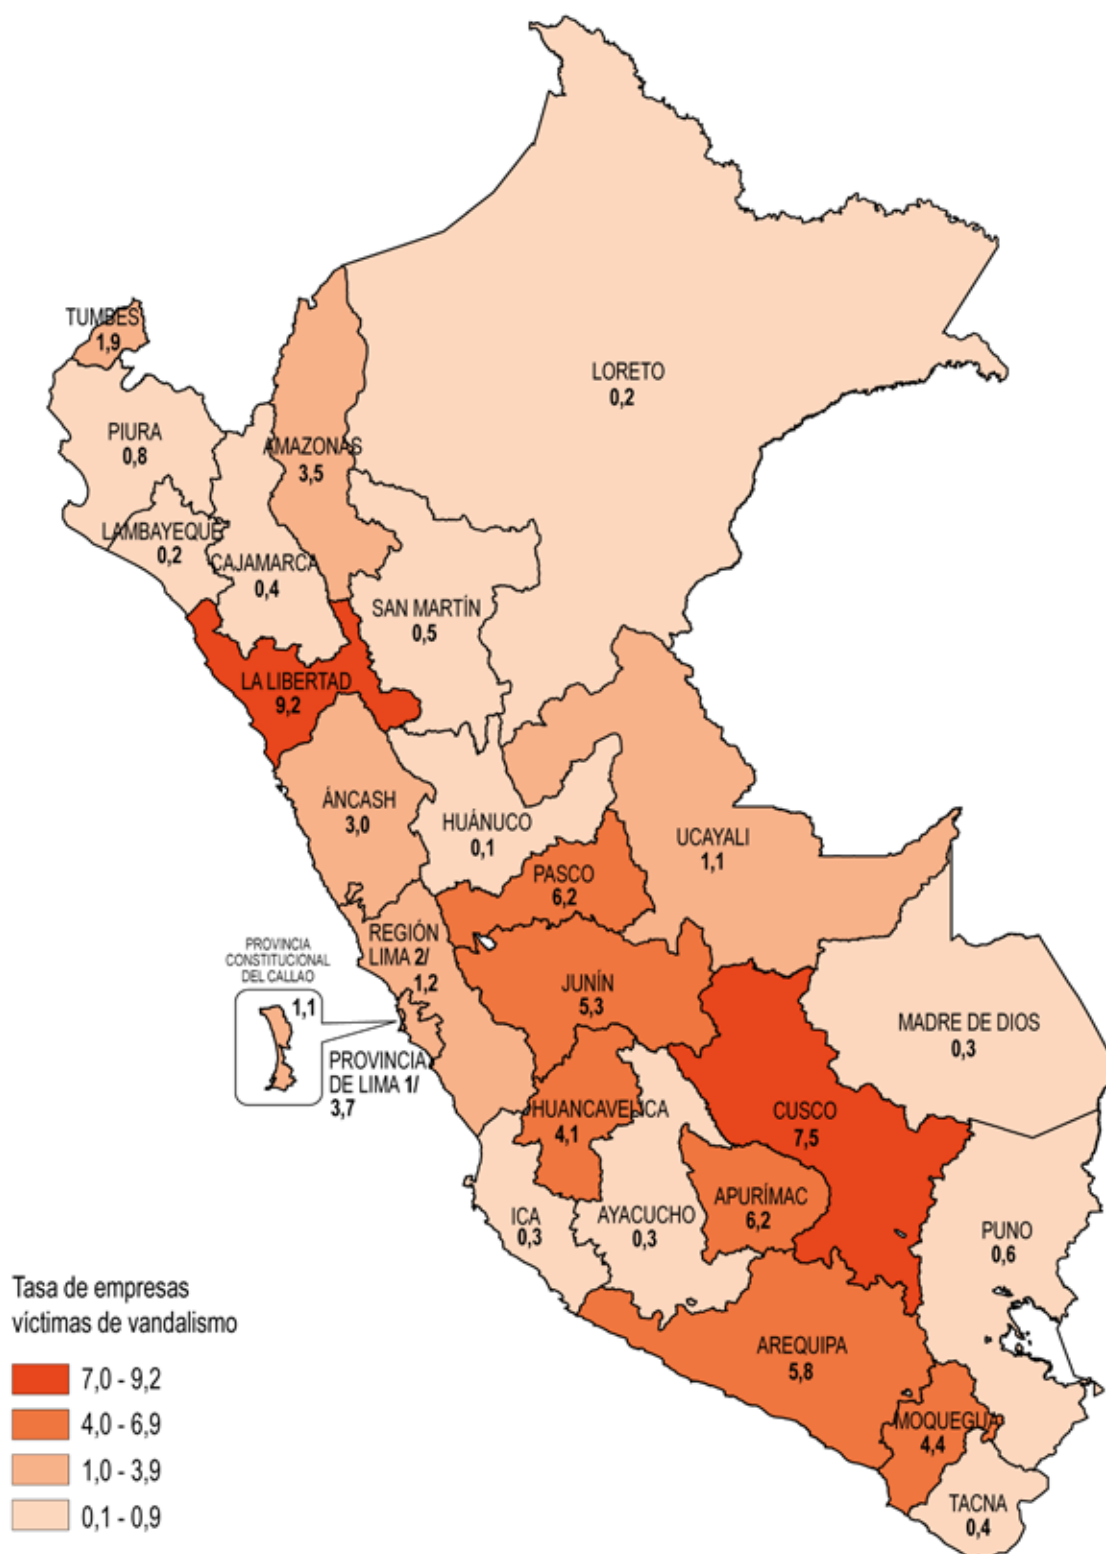 TUMBES
1,9
LORETO
0,2
PIURA
0,8
AMAZONAS
3,5
LAMBAYEQUE
0,2
CAJAMARCA
0,4
SAN MARTÍN
0,5
LA LIBERTAD
9,2
ÁNCASH
3,0
HUÁNUCO
0,1
UCAYALI
1,1
PASCO
6,2
REGIÓN
LIMA 2/
1,2
PROVINCIA
CONSTITUCIONAL
DEL CALLAO
1,1
JUNÍN
5,3
MADRE DE DIOS
0,3
PROVINCIA
DE LIMA 1/
3,7
HUANCAVELICA
4,1
CUSCO
7,5
APURÍMAC
6,2
ICA
0,3
AYACUCHO
0,3
PUNO
0,6
AREQUIPA
5,8
MOQUEGUA
4,4
TACNA
0,4
Tasa de empresas
víctimas de vandalismo
7,0 - 9,2
4,0 - 6,9
1,0 - 3,9
0,1 - 0,9